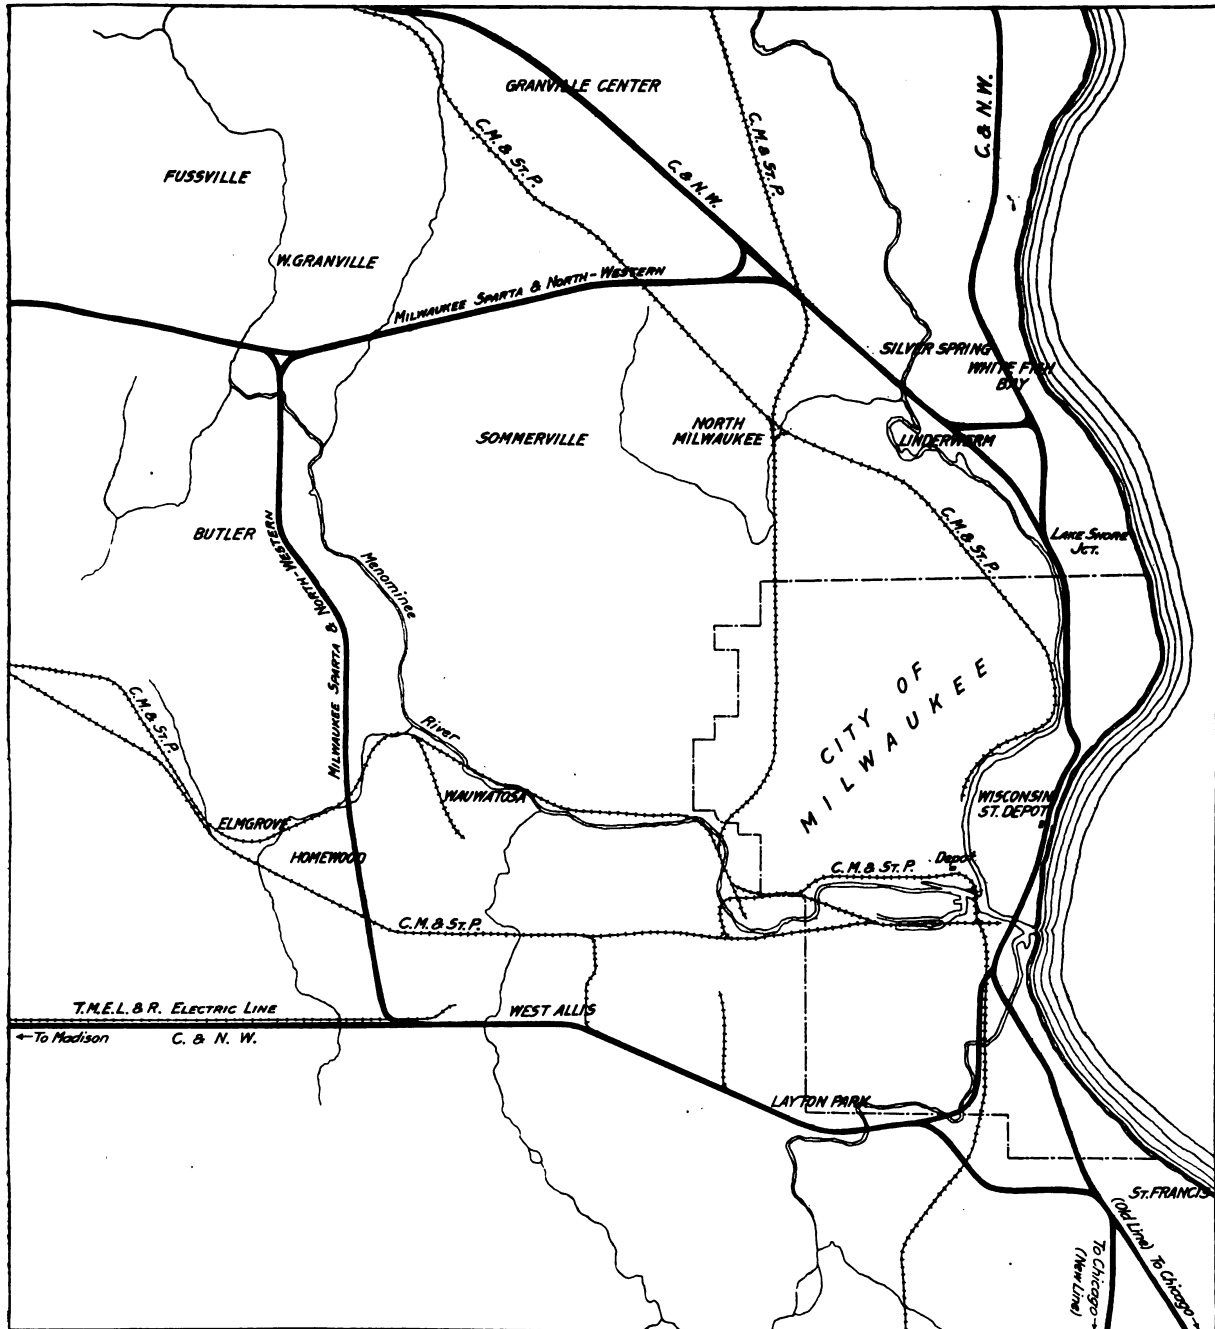 GRANVILLE CENTER
C. & N.W.
C.M. & ST.P.
C.M. & ST.P.
C. & N.W.
FUSSVILLE
W. GRANVILLE
MILWAUKEE SPARTA & NORTH-WESTERN
SILVER SPRING
WHITE FISH
BAY
NORTH
MILWAUKEE
SOMMERVILLE
LINDERWERM
BUTLER
C.M. & ST.P.
LAKE SHORE
JCT.
Menominee
MILWAUKEE SPARTA & NORTH-WESTERN
CITY OF
MILWAUKEE
C.M. & ST.P.
River
WAUWATOSA
WISCONSIN
ST. DEPOT
ELMGROVE
HOMEWOOD
C.M. & ST.P.
Depot
C.M. & ST.P.
T.M.E.L. & R. ELECTRIC LINE
WEST ALLIS
←To Madison
C. & N. W.
LAYTON PARK
ST. FRANCIS
(Old Line) To Chicago→
To Chicago→
(New Line)